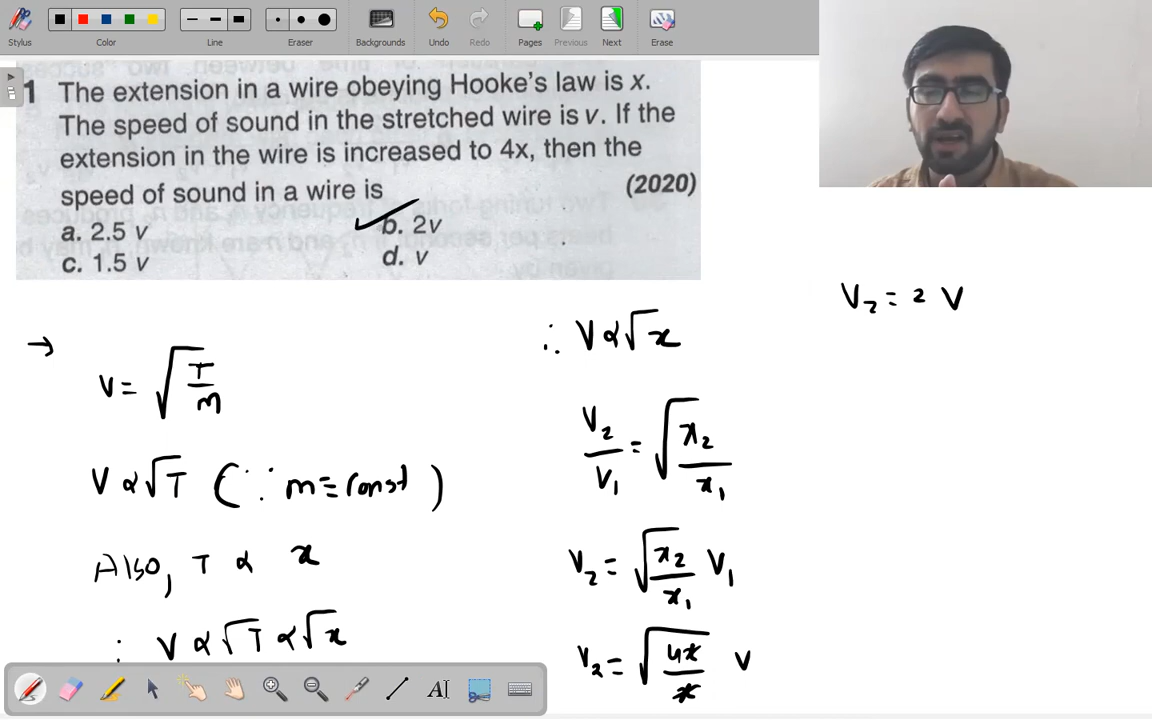 Stylus
Color
Line
Eraser
Backgrounds
Undo
Redo
Pages
Previous
Next
Erase
1 The extension in a wire obeying Hooke's law is x.
The speed of sound in the stretched wire is v. If the
extension in the wire is increased to 4x, then the
speed of sound in a wire is (2020)
a. 2.5 v
b. 2v
c. 1.5 v
d. v
→
V = √T/m
V ∝ √T (∵ m = const)
Also, T ∝ x
∴ V ∝ √T ∝ √x
∴ V ∝ √x
V₂/V₁ = √x₂/x₁
V₂ = √x₂/x₁ V₁
V₂ = √4x/x V
V₂ = 2 V